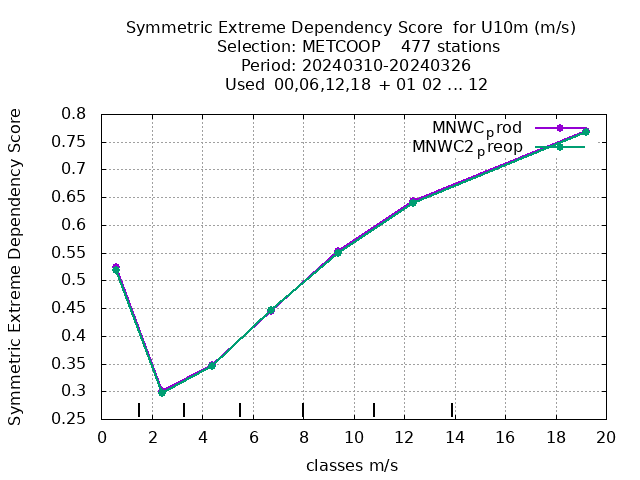 Symmetric Extreme Dependency Score  for U10m (m/s)
Selection: METCOOP    477 stations
Period: 20240310-20240326
Used  00,06,12,18 + 01 02 ... 12
Symmetric Extreme Dependency Score
0.8
0.75
0.7
0.65
0.6
0.55
0.5
0.45
0.4
0.35
0.3
0.25
MNWCprod
MNWC2preop
0 2 4 6 8 10 12 14 16 18 20
classes m/s